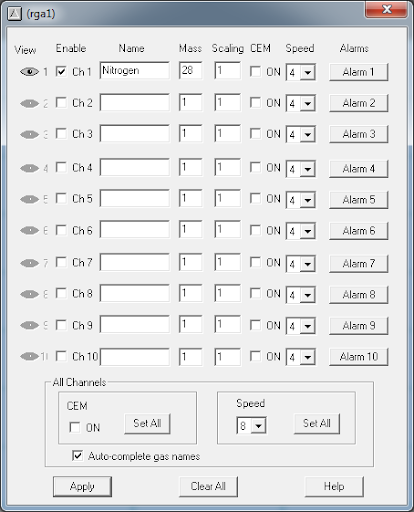 (rga1)
View Enable Name Mass Scaling CEM Speed Alarms
1 Ch 1 Nitrogen 28 1 ON 4 Alarm 1
2 Ch 2 1 1 ON 4 Alarm 2
3 Ch 3 1 1 ON 4 Alarm 3
4 Ch 4 1 1 ON 4 Alarm 4
5 Ch 5 1 1 ON 4 Alarm 5
6 Ch 6 1 1 ON 4 Alarm 6
7 Ch 7 1 1 ON 4 Alarm 7
8 Ch 8 1 1 ON 4 Alarm 8
9 Ch 9 1 1 ON 4 Alarm 9
Ch 10 1 1 ON 4 Alarm 10
All Channels
CEM Speed
ON Set All 8 Set All
Auto-complete gas names
Apply Clear All Help